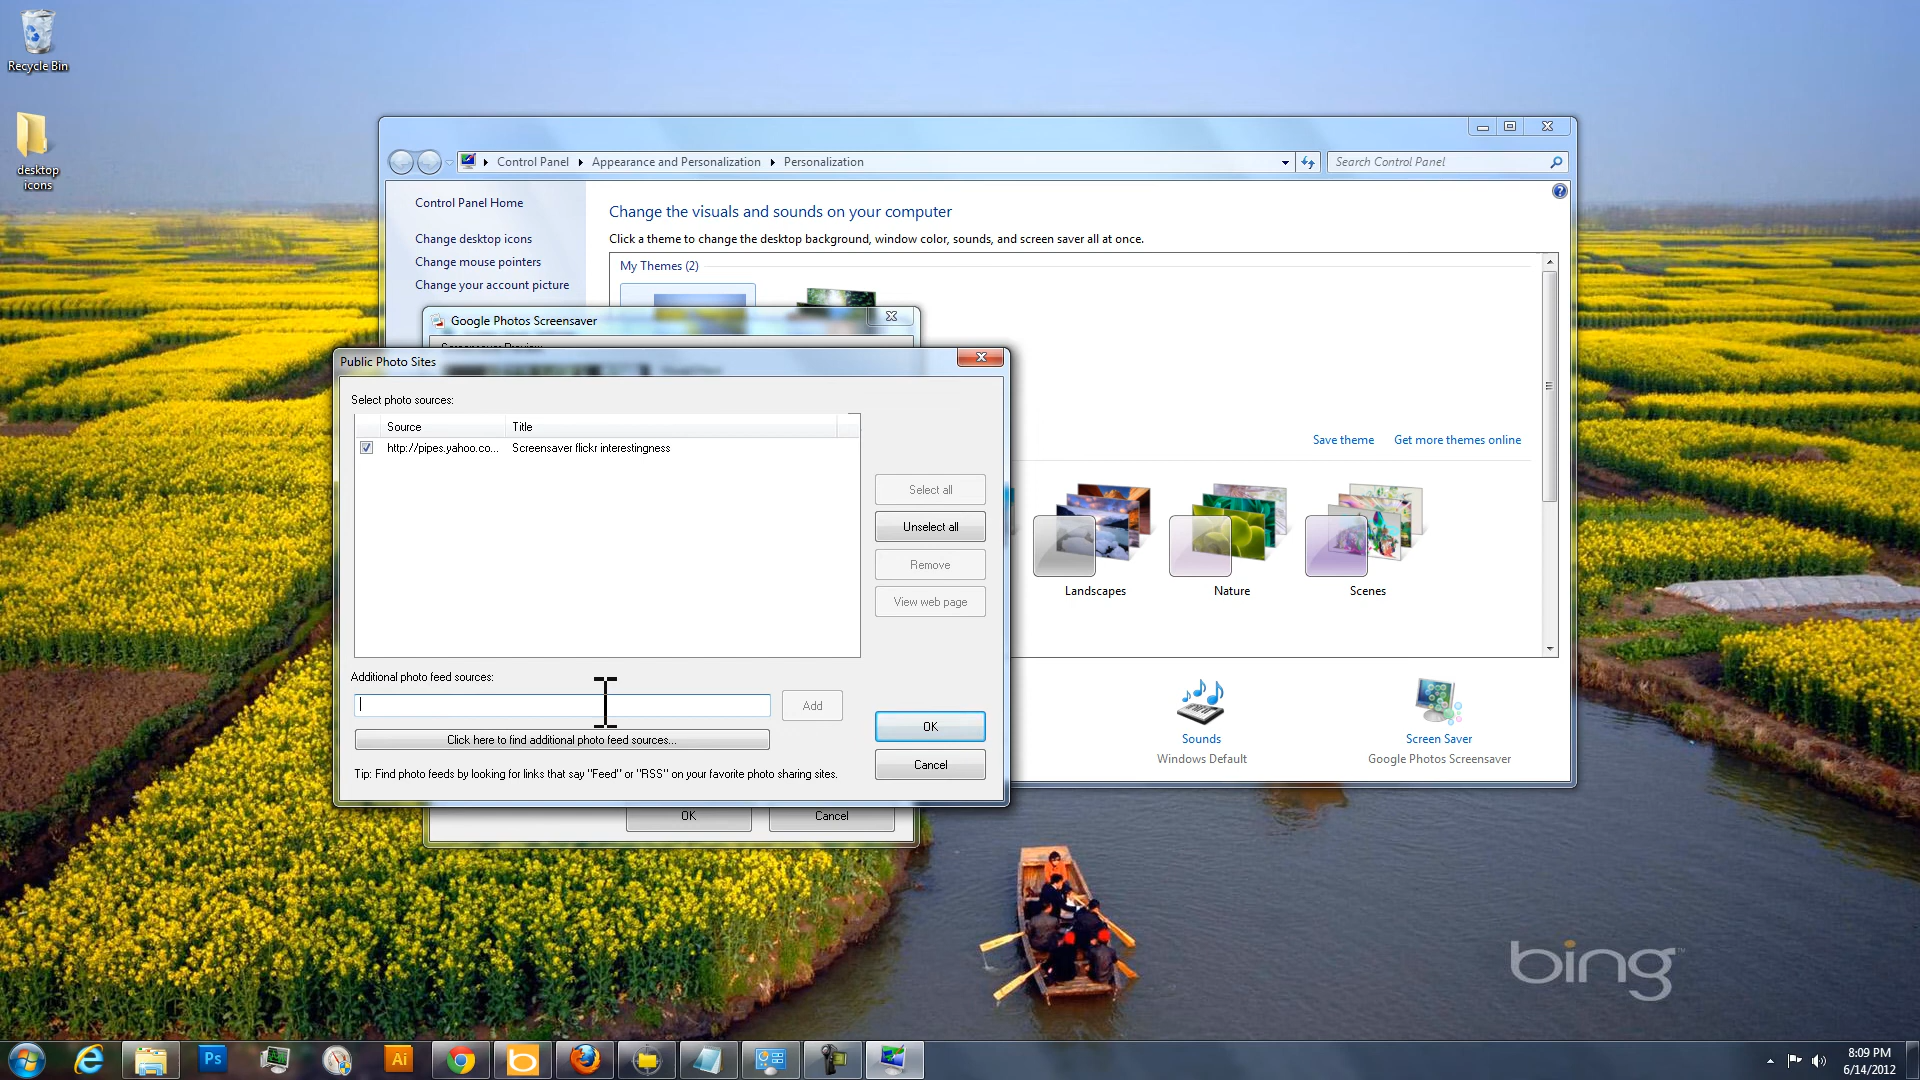 Recycle Bin
desktop
icons
Control Panel
Appearance and Personalization
Personalization
Search Control Panel
Control Panel Home
Change desktop icons
Change mouse pointers
Change your account picture
Change the visuals and sounds on your computer
Click a theme to change the desktop background, window color, sounds, and screen saver all at once.
My Themes (2)
Save theme
Get more themes online
Landscapes
Nature
Scenes
Sounds
Windows Default
Screen Saver
Google Photos Screensaver
Google Photos Screensaver
Public Photo Sites
Select photo sources:
Source
Title
http://pipes.yahoo.co...
Screensaver flickr interestingness
Select all
Unselect all
Remove
View web page
Additional photo feed sources:
Add
Click here to find additional photo feed sources...
OK
Cancel
Tip: Find photo feeds by looking for links that say "Feed" or "RSS" on your favorite photo sharing sites.
OK
Cancel
bing
Ps
Ai
8:09 PM
6/14/2012